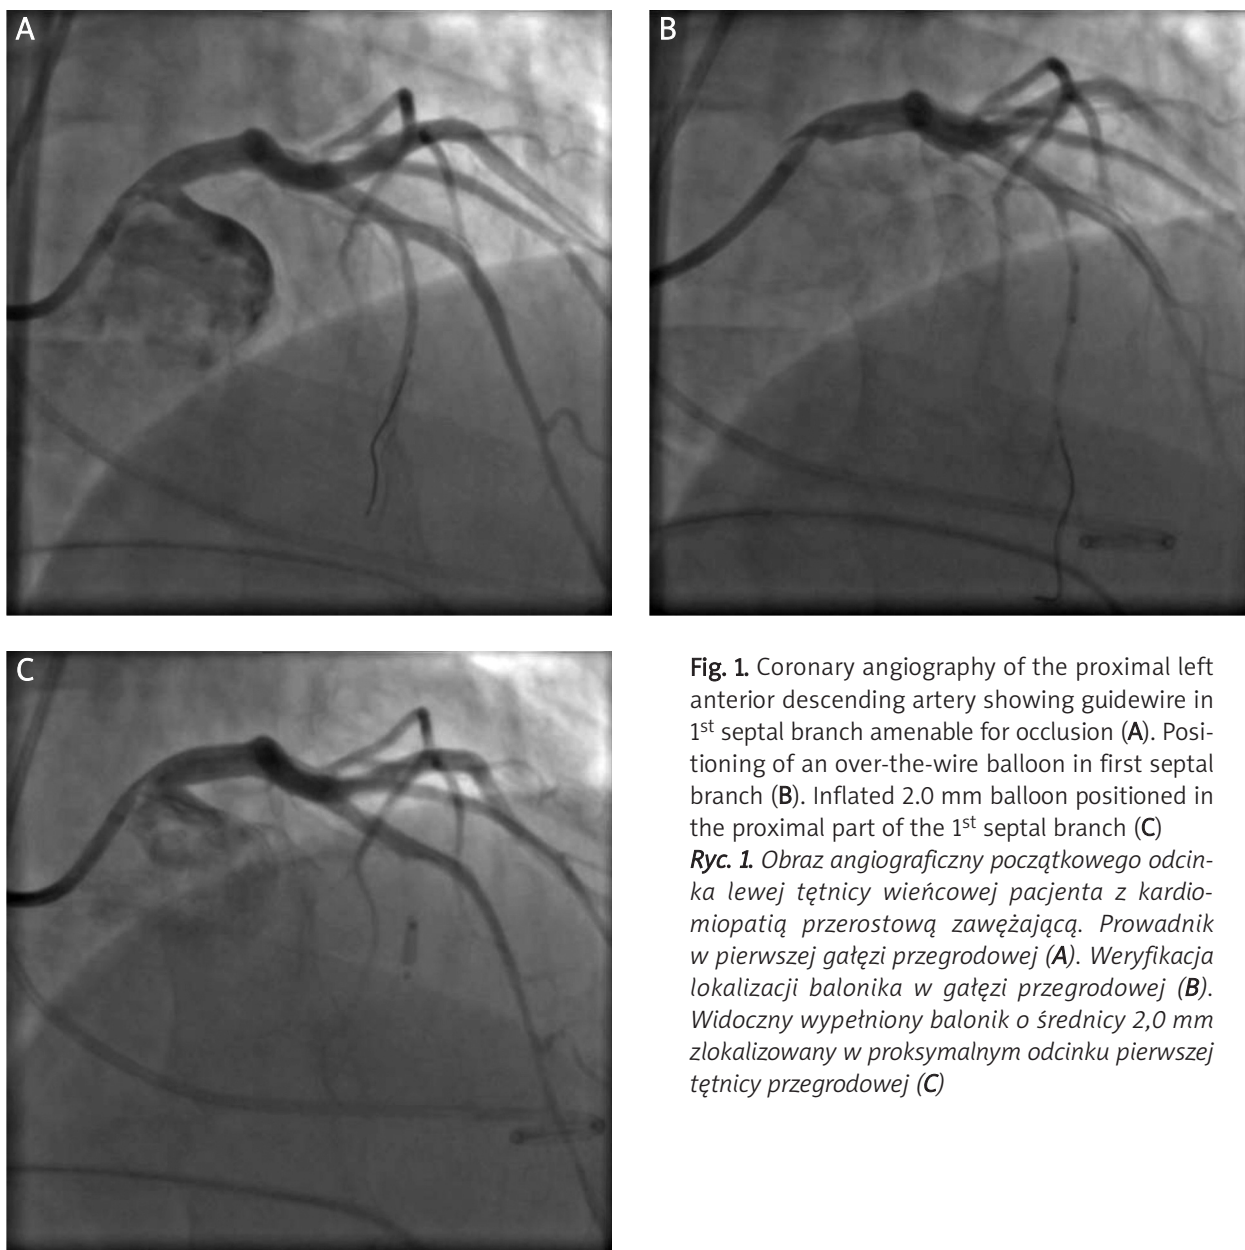 A
B
C
Fig. 1. Coronary angiography of the proximal left
anterior descending artery showing guidewire in
1st septal branch amenable for occlusion (A). Posi-
tioning of an over-the-wire balloon in first septal
branch (B). Inflated 2.0 mm balloon positioned in
the proximal part of the 1st septal branch (C)
Ryc. 1. Obraz angiograficzny początkowego odcin-
ka lewej tętnicy wieńcowej pacjenta z kardio-
miopatią przerostową zawężającą. Prowadnik
w pierwszej gałęzi przegrodowej (A). Weryfikacja
lokalizacji balonika w gałęzi przegrodowej (B).
Widoczny wypełniony balonik o średnicy 2,0 mm
zlokalizowany w proksymalnym odcinku pierwszej
tętnicy przegrodowej (C)